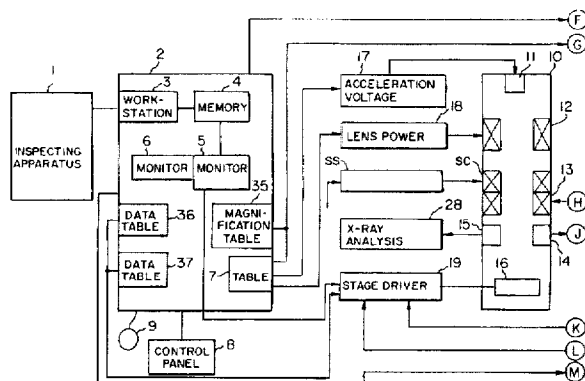 F
G
1
2
3
4
17
11
10
WORK-
STATION
MEMORY
ACCELERATION
VOLTAGE
12
18
6
5
LENS POWER
INSPECTING
APPARATUS
MONITOR
MONITOR
SS
SC
13
35
H
36
28
15
DATA
TABLE
MAGNIFI-
CATION
TABLE
X-RAY
ANALYSIS
J
14
37
7
19
16
DATA
TABLE
TABLE
STAGE DRIVER
9
8
K
CONTROL
PANEL
L
M